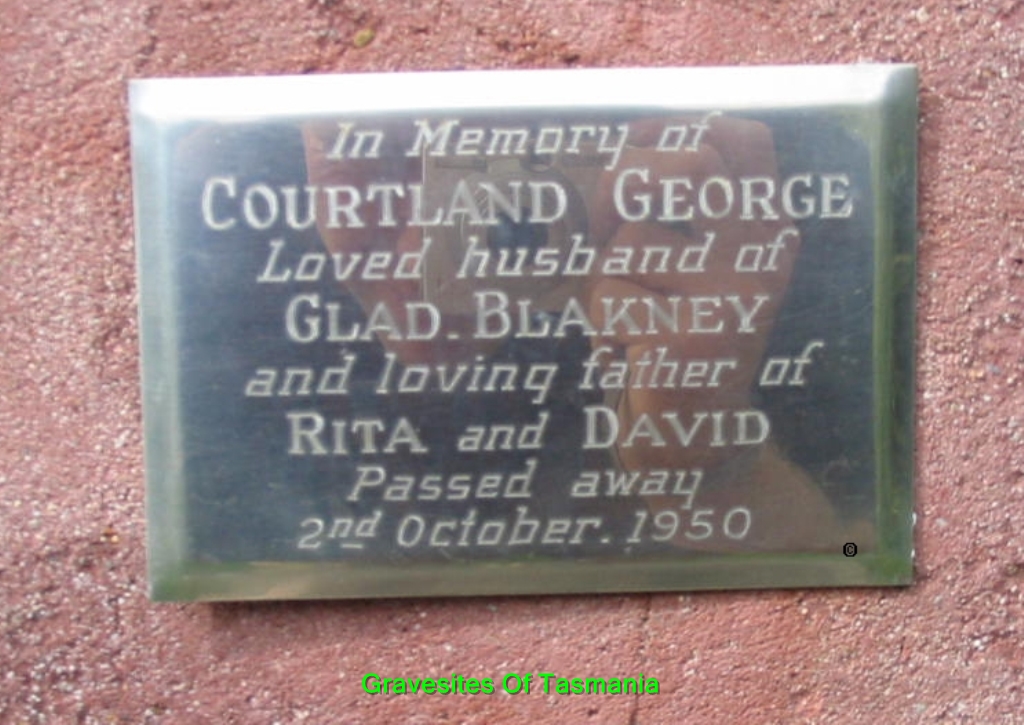 In Memory of
COURTLAND GEORGE
Loved husband of
GLAD. BLAKNEY
and loving father of
RITA and DAVID
Passed away
2nd October. 1950
©
Gravesites Of Tasmania